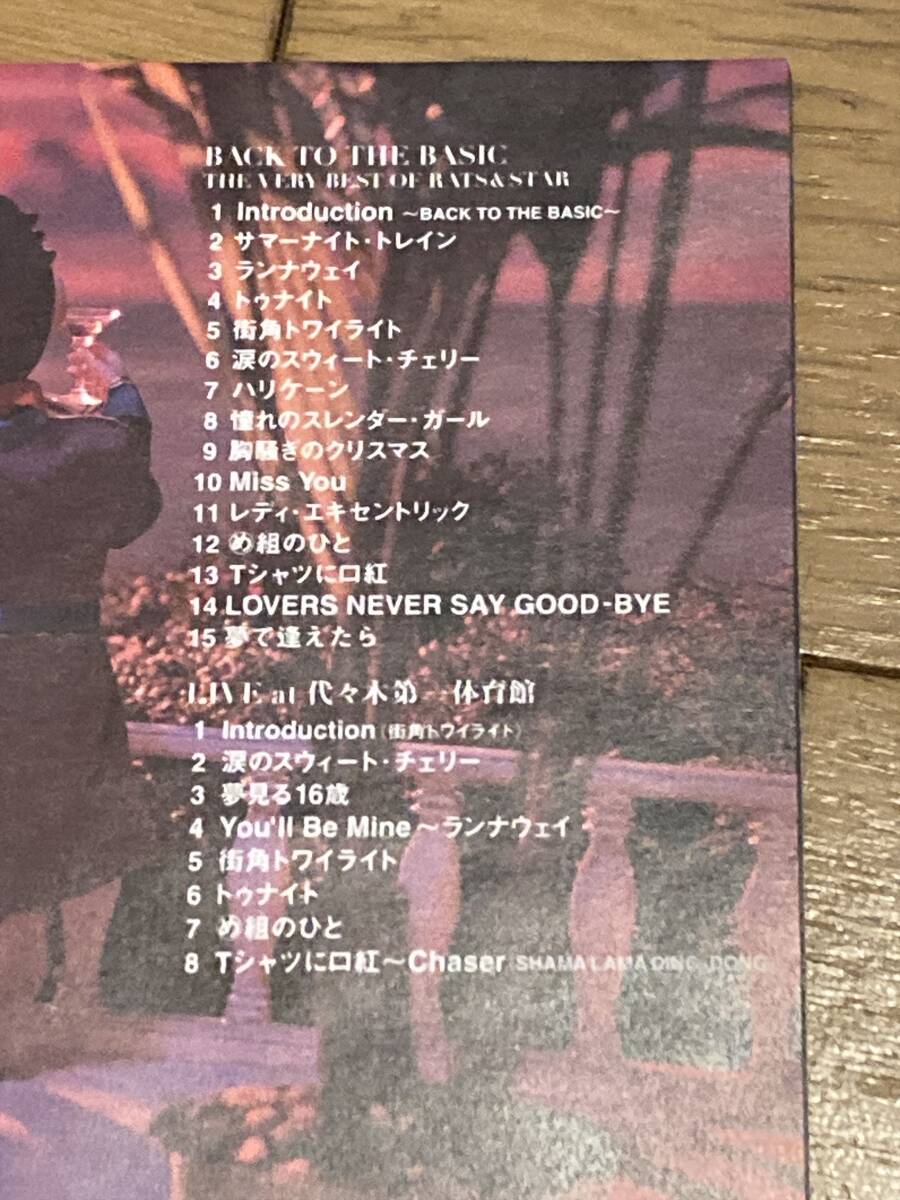 BACK TO THE BASIC
THE VERY BEST OF RATS&STAR
1 Introduction ~BACK TO THE BASIC~
2 サマーナイト・トレイン
3 ランナウェイ
4 トゥナイト
5 街角トワイライト
6 涙のスウィート・チェリー
7 ハリケーン
8 憧れのスレンダー・ガール
9 胸騒ぎのクリスマス
10 Miss You
11 レディ・エキセントリック
12 め組のひと
13 Tシャツに口紅
14 LOVERS NEVER SAY GOOD-BYE
15 夢で逢えたら
LIVE at 代々木第一体育館
1 Introduction(街角トワイライト)
2 涙のスウィート・チェリー
3 夢見る16歳
4 You'll Be Mine~ランナウェイ
5 街角トワイライト
6 トゥナイト
7 め組のひと
8 Tシャツに口紅~Chaser(SHAMA LAMA DING DONG)